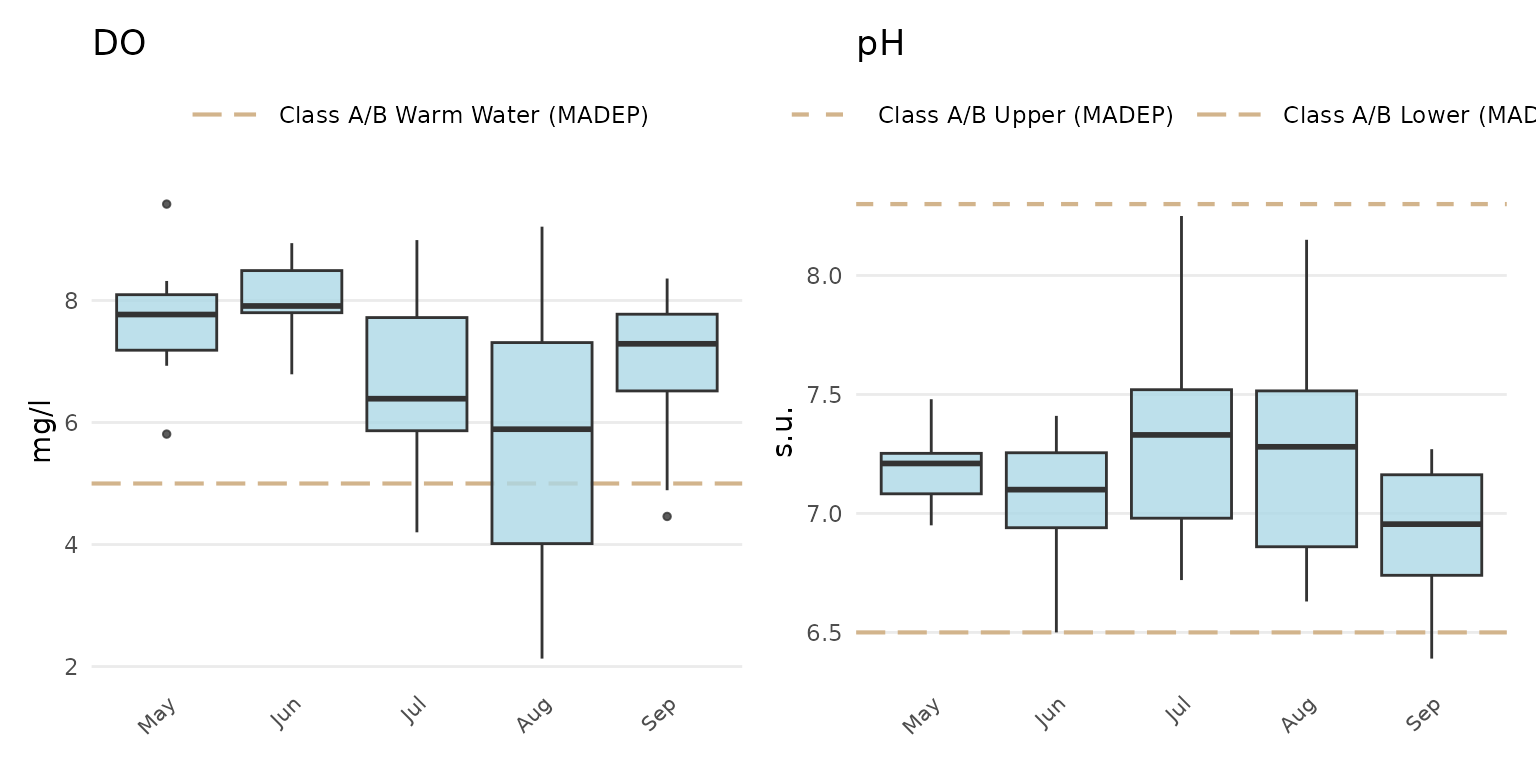 DO
Class A/B Warm Water (MADEP)
mg/l
8
6
4
2
May
Jun
Jul
Aug
Sep
pH
Class A/B Upper (MADEP)
Class A/B Lower (MAD
s.u.
8.0
7.5
7.0
6.5
May
Jun
Jul
Aug
Sep